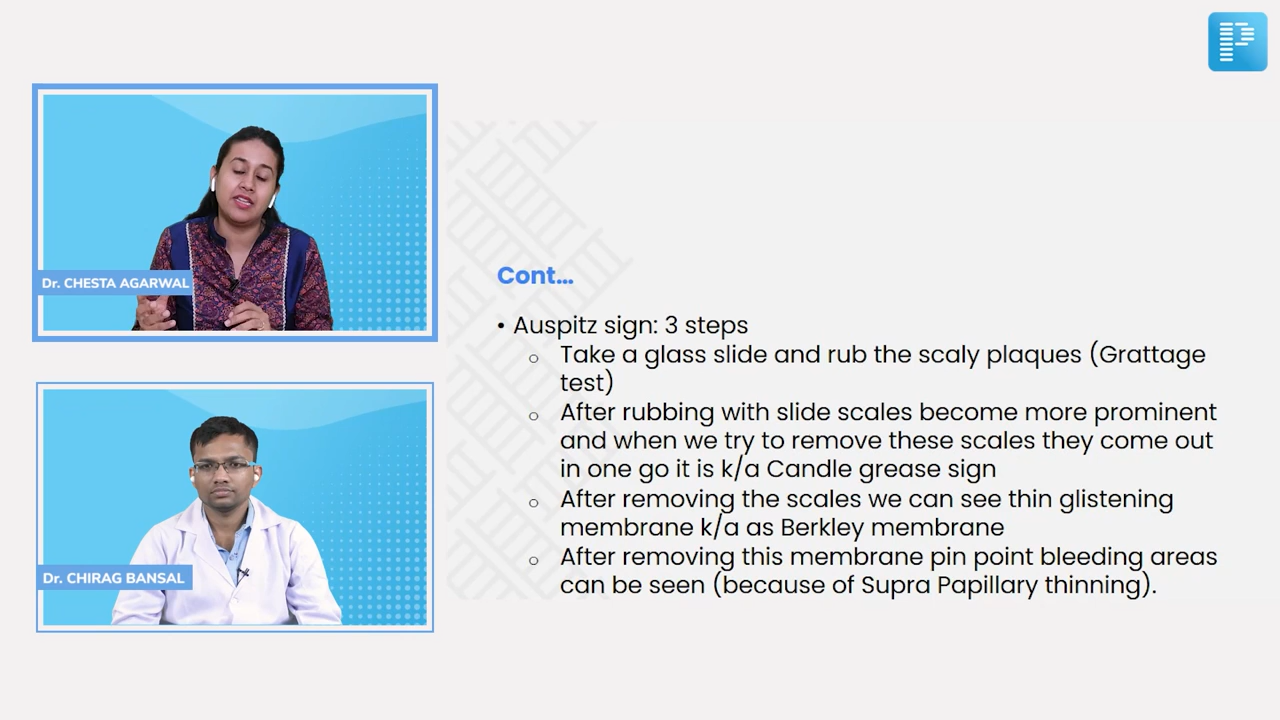 Dr. CHESTA AGARWAL
Dr. CHIRAG BANSAL
Cont...
• Auspitz sign: 3 steps
o Take a glass slide and rub the scaly plaques (Grattage
test)
o After rubbing with slide scales become more prominent
and when we try to remove these scales they come out
in one go it is k/a Candle grease sign
o After removing the scales we can see thin glistening
membrane k/a as Berkley membrane
o After removing this membrane pin point bleeding areas
can be seen (because of Supra Papillary thinning).